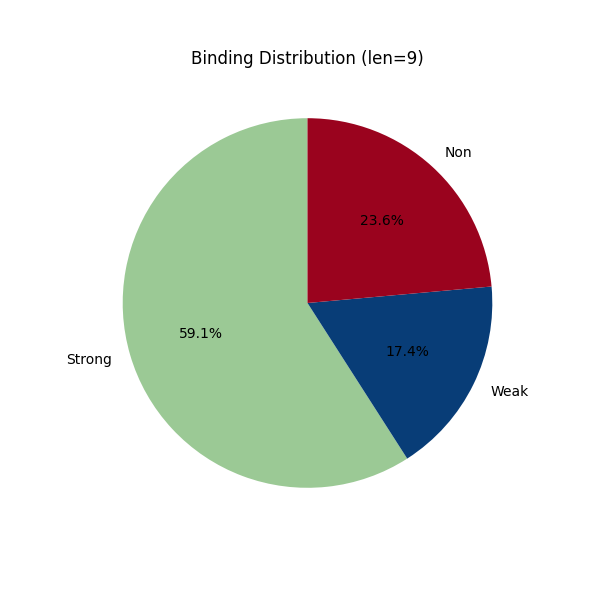 Binding Distribution (len=9)
Non
23.6%
59.1%
17.4%
Strong
Weak